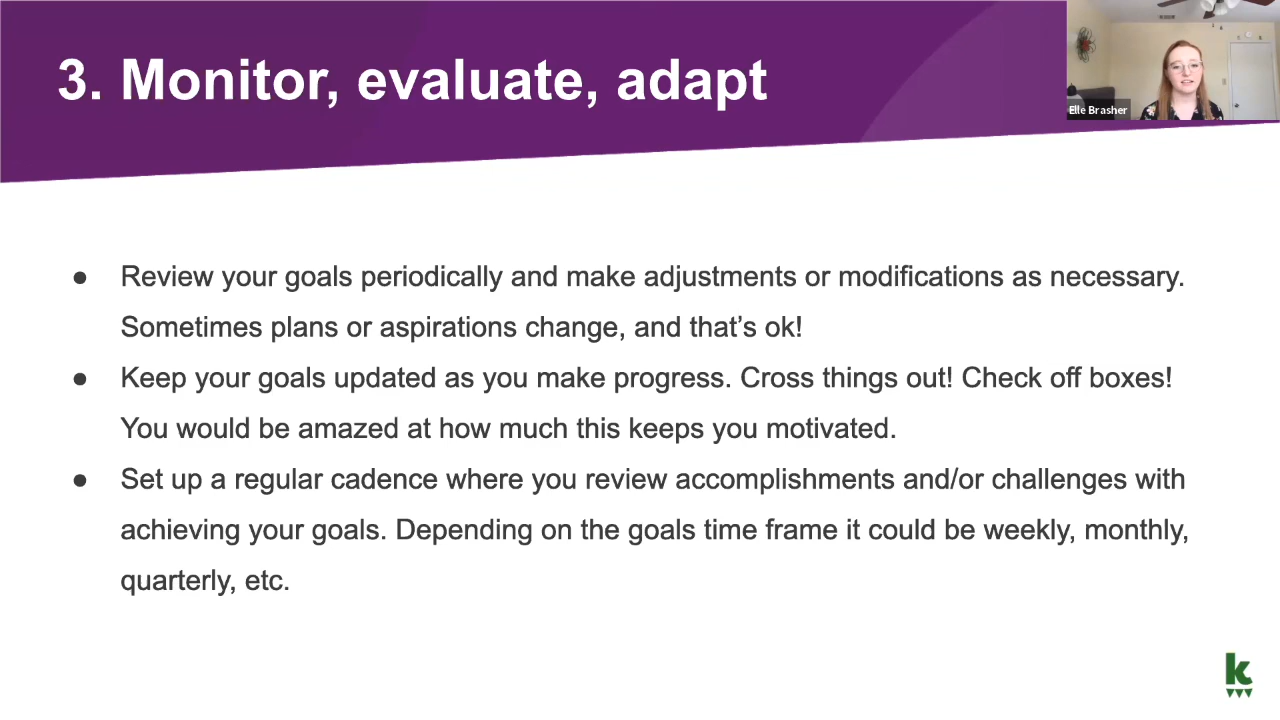 3. Monitor, evaluate, adapt
Elle Brasher
● Review your goals periodically and make adjustments or modifications as necessary.
Sometimes plans or aspirations change, and that’s ok!
● Keep your goals updated as you make progress. Cross things out! Check off boxes!
You would be amazed at how much this keeps you motivated.
● Set up a regular cadence where you review accomplishments and/or challenges with
achieving your goals. Depending on the goals time frame it could be weekly, monthly,
quarterly, etc.
k